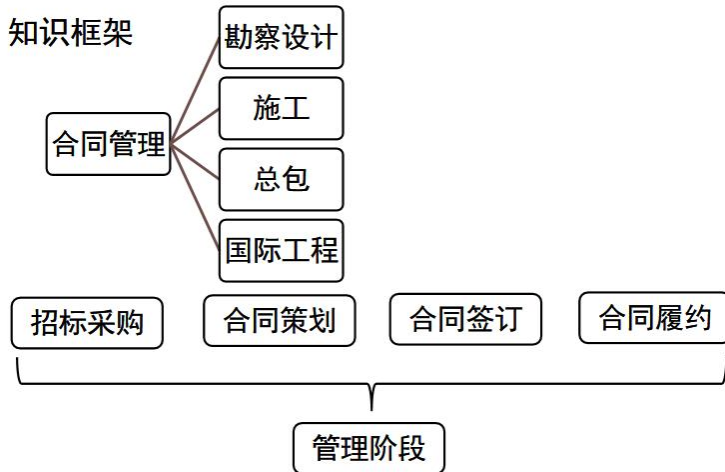 知识框架
勘察设计
施工
合同管理
总包
国际工程
招标采购
合同策划
合同签订
合同履约
管理阶段